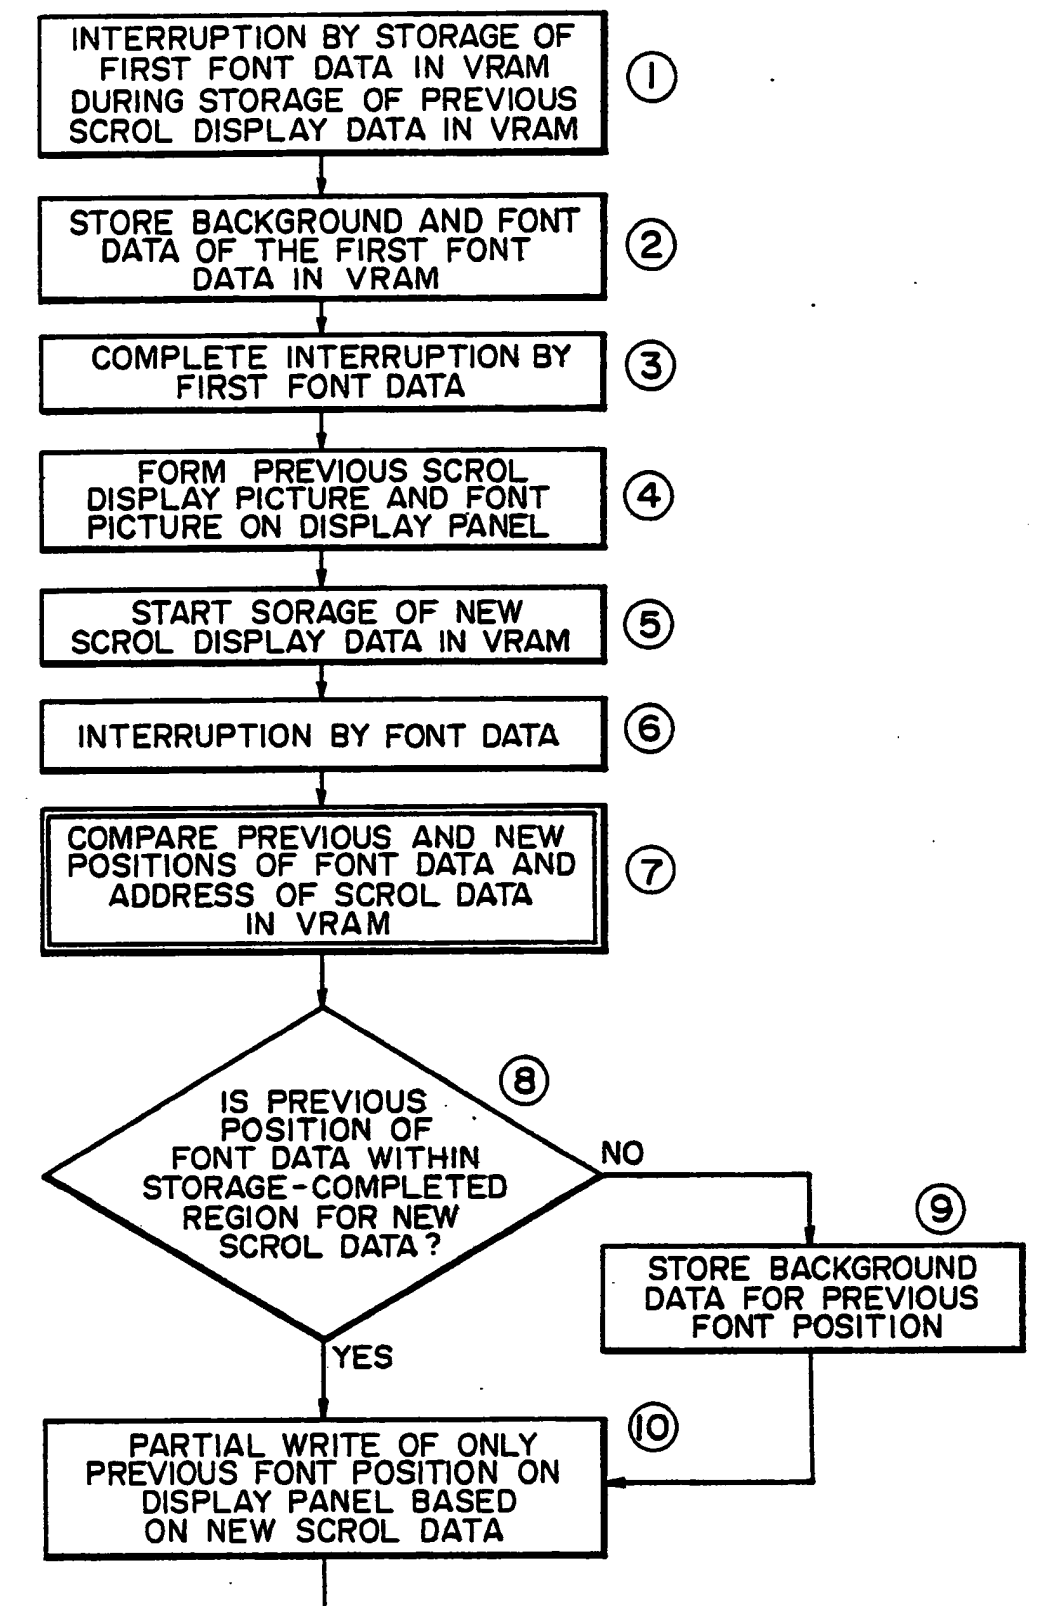 INTERRUPTION BY STORAGE OF
FIRST FONT DATA IN VRAM
DURING STORAGE OF PREVIOUS
SCROL DISPLAY DATA IN VRAM
1
STORE BACKGROUND AND FONT
DATA OF THE FIRST FONT
DATA IN VRAM
2
COMPLETE INTERRUPTION BY
FIRST FONT DATA
3
FORM PREVIOUS SCROL
DISPLAY PICTURE AND FONT
PICTURE ON DISPLAY PANEL
4
START SORAGE OF NEW
SCROL DISPLAY DATA IN VRAM
5
INTERRUPTION BY FONT DATA
6
COMPARE PREVIOUS AND NEW
POSITIONS OF FONT DATA AND
ADDRESS OF SCROL DATA
IN VRAM
7
8
IS PREVIOUS
POSITION OF
FONT DATA WITHIN
STORAGE-COMPLETED
REGION FOR NEW
SCROL DATA?
NO
9
STORE BACKGROUND
DATA FOR PREVIOUS
FONT POSITION
YES
10
PARTIAL WRITE OF ONLY
PREVIOUS FONT POSITION ON
DISPLAY PANEL BASED
ON NEW SCROL DATA